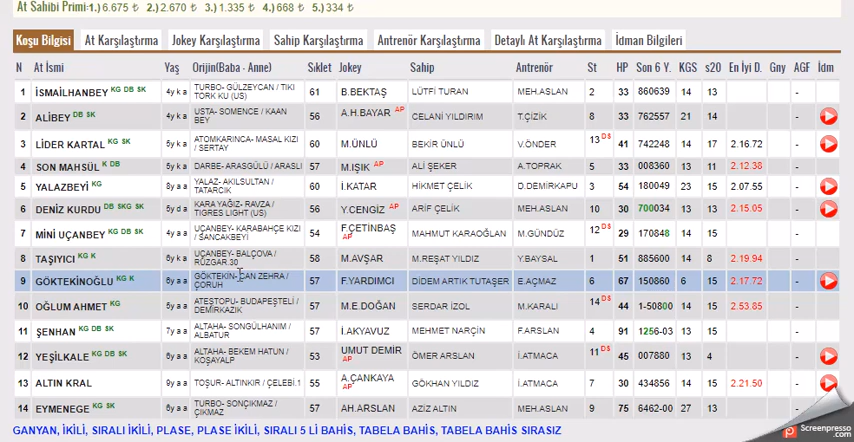 At Sahibi Primi: 1.) 6.675 ₺ 2.) 2.670 ₺ 3.) 1.335 ₺ 4.) 668 ₺ 5.) 334 ₺
Koşu Bilgisi At Karşılaştırma Jokey Karşılaştırma Sahip Karşılaştırma Antrenör Karşılaştırma Detaylı At Karşılaştırma İdman Bilgileri
N At İsmi Yaş Orijin(Baba - Anne) Sıklet Jokey Sahip Antrenör St HP Son 6 Y. KGS s20 En İyi D. Gny AGF İdm
1 İSMAİLHANBEY KG DB SK 4y k a TURBO- GÜLZEYCAN / TIKI TORK KU (US) 61 B.BEKTAŞ LÜTFİ TURAN MEH.ASLAN 2 33 860639 14 13 -
2 ALİBEY DB SK 4y k a USTA- SOMENCE / KAAN BEY 56 A.H.BAYAR AP CELANİ YILDIRIM T.ÇİZİK 8 33 762557 21 14 -
3 LİDER KARTAL KG SK 5y k a ATOMKARINCA- MASAL KIZI / SERTAY 60 M.ÜNLÜ BEKİR ÜNLÜ V.ÖNDER 13 DS 41 742248 14 17 2.16.72 -
4 SON MAHSÜL K DB 5y k a DARBE- ARASGÜLÜ / ARASLI 57 M.IŞIK AP ALİ ŞEKER A.TOPRAK 5 33 008360 13 11 2.12.38 -
5 YALAZBEYİ KG 8y a a YALAZ- AKILSULTAN / TATARCIK 60 İ.KATAR HİKMET ÇELİK D.DEMİRKAPU 3 54 180049 23 15 2.07.55 -
6 DENİZ KURDU DB SKG SK 5y d a KARA YAĞIZ- RAVZA / TIGRES LIGHT (US) 56 Y.CENGİZ AP ARİF ÇELİK MEH.ASLAN 10 30 700034 13 13 2.15.05 -
7 MİNİ UÇANBEY KG DB SK 4y a a UÇANBEY- KARABAHÇE KIZI / SANCAKBEYİ 54 F.ÇETİNBAŞ AP MAHMUT KARAOĞLAN M.GÜNDÜZ 12 DS 29 170848 14 15 -
8 TAŞIYICI KG K 8y k a UÇANBEY- BALÇOVA / RÜZGAR.30 58 M.AVŞAR M.REŞAT YILDIZ Y.BAYSAL 1 51 885600 14 8 2.19.94 -
9 GÖKTEKİNOĞLU KG K 6y a a GÖKTEKİN- CAN ZEHRA / ÇORUH 57 F.YARDIMCI DİDEM ARTIK TUTAŞER E.AÇMAZ 6 67 150860 6 15 2.17.72 -
10 OĞLUM AHMET KG 5y a a ATEŞTOPU- BUDAPEŞTELİ / DEMİRKAZIK 57 M.E.DOĞAN SERDAR İZOL M.KARALI 14 DS 44 1-50800 14 15 2.53.85 -
11 ŞENHAN KG DB SK 7y a a ALTAHA- SONGÜLHANIM / ALBATUR 57 İ.AKYAVUZ MEHMET NARÇİN F.ARSLAN 4 91 1256-03 13 15 -
12 YEŞİLKALE KG DB SK 6y a a ALTAHA- BEKEM HATUN / KOŞAYALP 53 UMUT DEMİR AP ÖMER ARSLAN İ.ATMACA 11 DS 45 007880 13 4 -
13 ALTIN KRAL 9y a a TOŞUR- ALTINKIR / ÇELEBİ.1 55 A.ÇANKAYA AP GÖKHAN YILDIZ İ.ATMACA 7 30 434856 14 15 2.21.50 -
14 EYMENEGE KG SK 8y a a TURBO- SONÇIKMAZ / ÇIKMAZ 57 AH.ARSLAN AZİZ ALTIN MEH.ASLAN 9 75 6462-00 27 13 -
GANYAN, İKİLİ, SIRALI İKİLİ, PLASE, PLASE İKİLİ, SIRALI 5 Lİ BAHİS, TABELA BAHİS, TABELA BAHİS SIRASIZ
Screenpresso.com